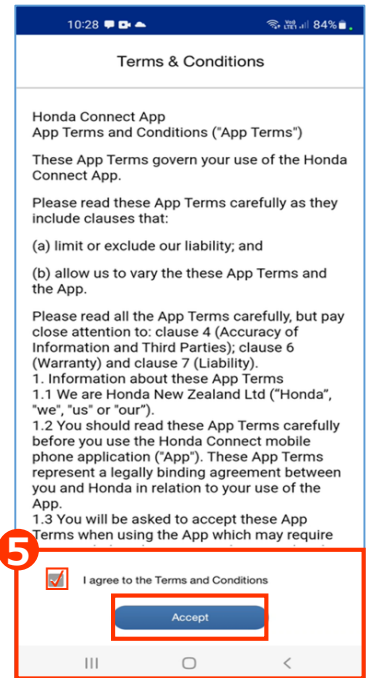 10:28
Vo)) LTE1 84%
Terms & Conditions
Honda Connect App
App Terms and Conditions ("App Terms")
These App Terms govern your use of the Honda
Connect App.
Please read these App Terms carefully as they
include clauses that:
(a) limit or exclude our liability; and
(b) allow us to vary the these App Terms and
the App.
Please read all the App Terms carefully, but pay
close attention to: clause 4 (Accuracy of
Information and Third Parties); clause 6
(Warranty) and clause 7 (Liability).
1. Information about these App Terms
1.1 We are Honda New Zealand Ltd (“Honda”,
"we", "us" or "our”).
1.2 You should read these App Terms carefully
before you use the Honda Connect mobile
phone application ("App"). These App Terms
represent a legally binding agreement between
you and Honda in relation to your use of the
App.
1.3 You will be asked to accept these App
Terms when using the App which may require
5
I agree to the Terms and Conditions
Accept